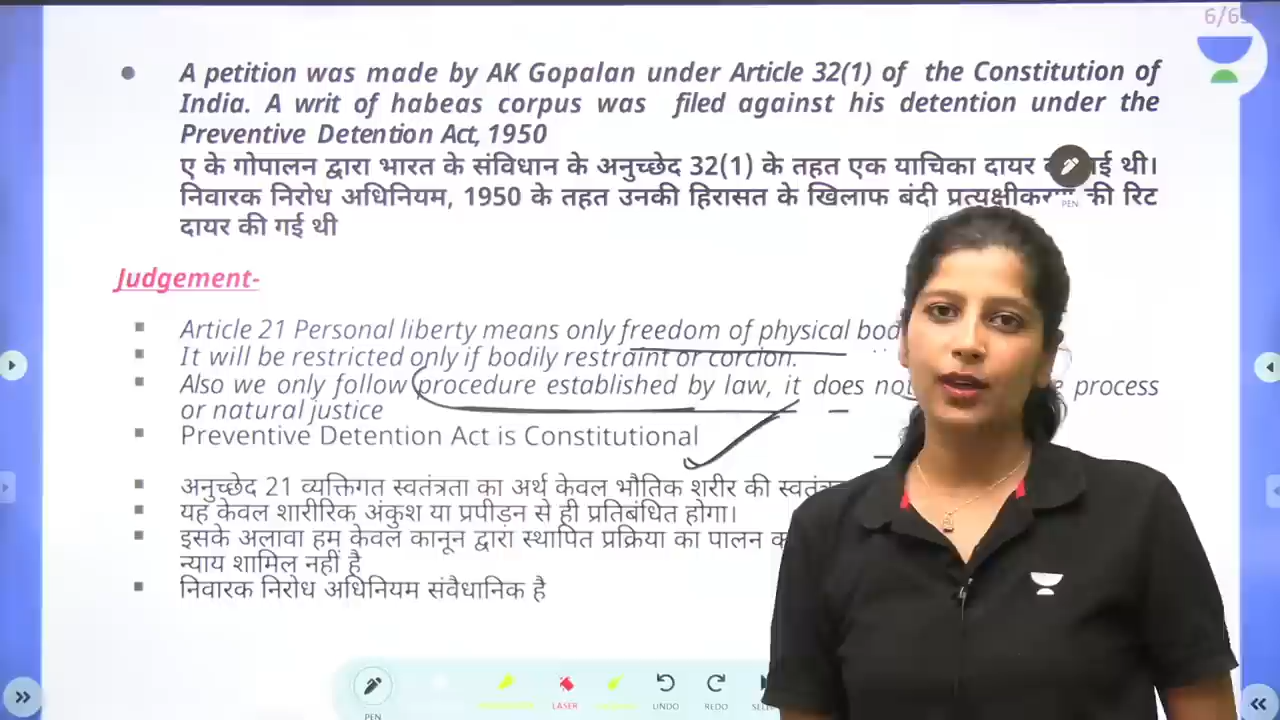 6/6
A petition was made by AK Gopalan under Article 32(1) of the Constitution of
India. A writ of habeas corpus was filed against his detention under the
Preventive Detention Act, 1950
ए के गोपालन द्वारा भारत के संविधान के अनुच्छेद 32(1) के तहत एक याचिका दायर थी।
निवारक निरोध अधिनियम, 1950 के तहत उनकी हिरासत के खिलाफ बंदी की रिट
PEN
दायर की गई थी
Judgement-
Article 21 Personal liberty means only freedom of physical
It will be restricted only if bodily restraint or corcion.
Also we only follow procedure established by law, it does process
or natural justice
Preventive Detention Act is Constitutional
अनुच्छेद 21 व्यक्तिगत स्वतंत्रता का अर्थ केवल भौतिक शरीर की
यह केवल शारीरिक अंकुश या प्रपीड़न से ही प्रतिबंधित होगा।
इसके अलावा हम केवल कानून द्वारा स्थापित प्रक्रिया का पालन
न्याय शामिल नहीं है
निवारक निरोध अधिनियम संवैधानिक है
PEN LASER UNDO REDO